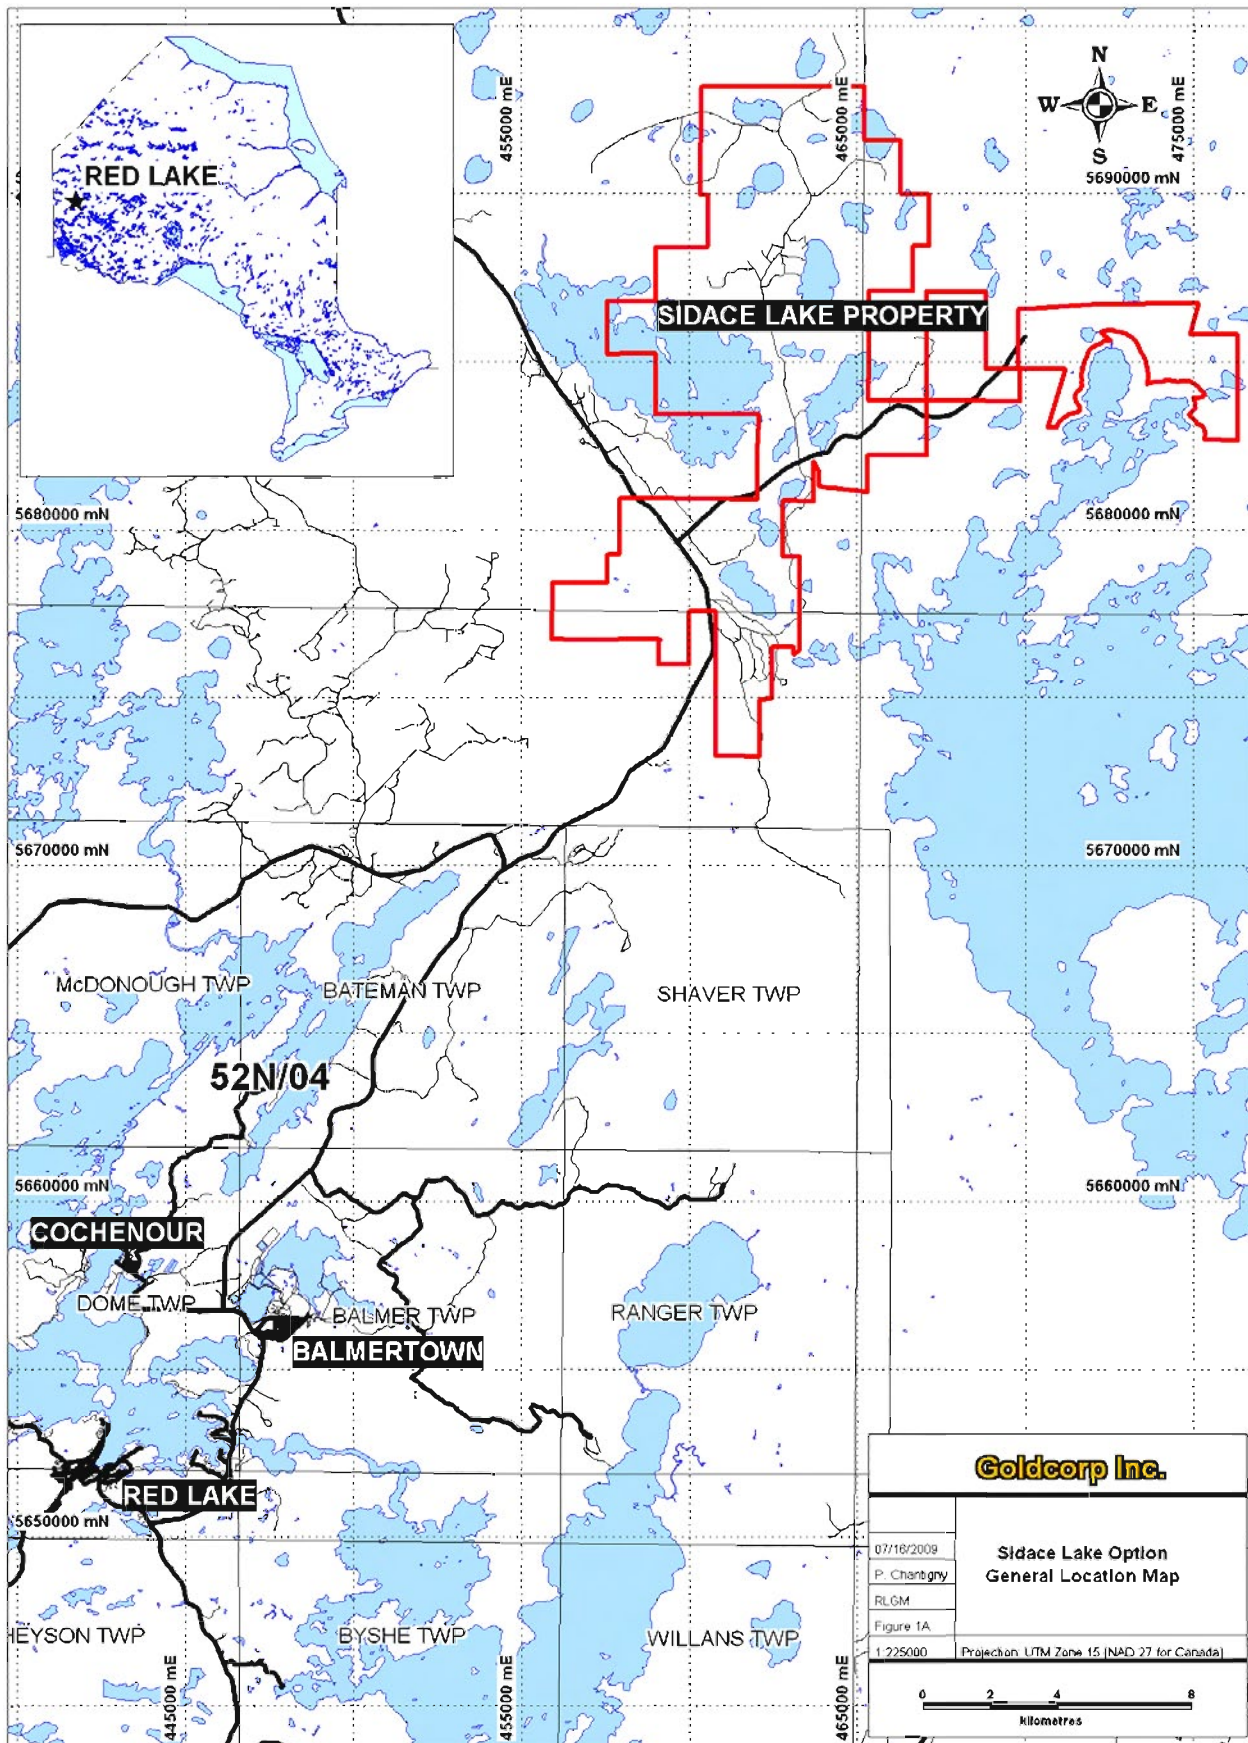 N
W E
S
455000 mE
465000 mE
475000 mE
RED LAKE
5690000 mN
SIDACE LAKE PROPERTY
5680000 mN
5680000 mN
5670000 mN
5670000 mN
McDONOUGH TWP
BATEMAN TWP
SHAVER TWP
52N/04
5660000 mN
5660000 mN
COCHENOUR
DOME TWP
BALMER TWP
RANGER TWP
BALMERTOWN
RED LAKE
5650000 mN
HEYSON TWP
BYSHE TWP
WILLANS TWP
445000 mE
455000 mE
465000 mE
Goldcorp Inc.
07/16/2009
P. Chantigny
RLGM
Figure 1A
1:225000
Sidace Lake Option
General Location Map
Projection: UTM Zone 15 (NAD 27 for Canada)
0 2 4 8
kilometres